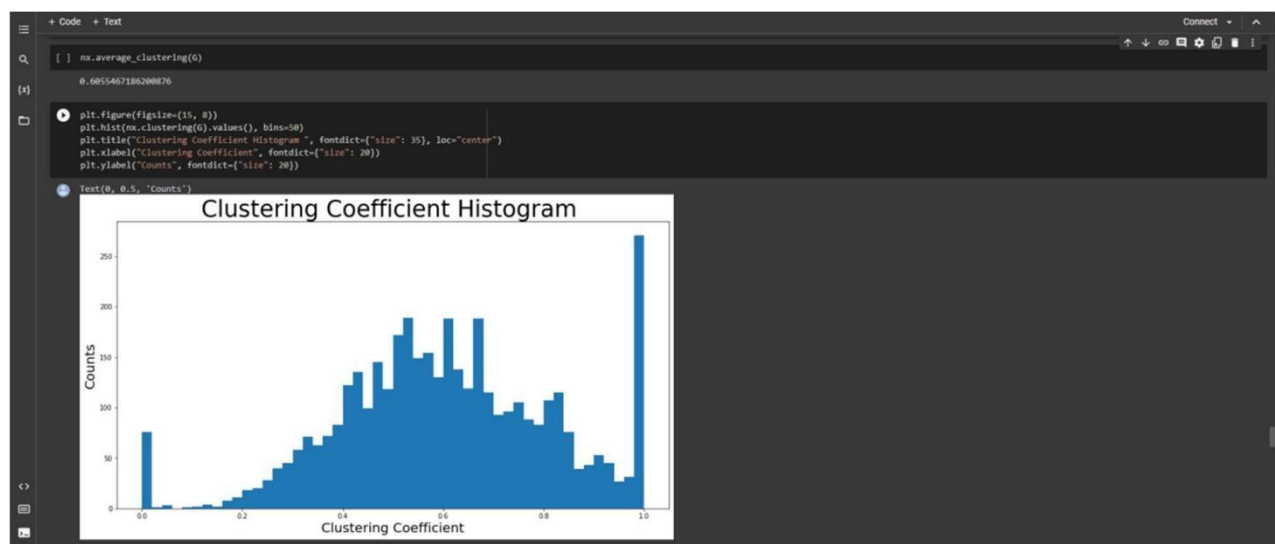 + Code + Text
Connect
[ ] nx.average_clustering(G)
0.6055467186200876
{x}
plt.figure(figsize=(15, 8))
plt.hist(nx.clustering(G).values(), bins=50)
plt.title("Clustering Coefficient Histogram ", fontdict={"size": 35}, loc="center")
plt.xlabel("Clustering Coefficient", fontdict={"size": 20})
plt.ylabel("Counts", fontdict={"size": 20})
Text(0, 0.5, 'Counts')
Clustering Coefficient Histogram
250
200
150
100
50
0
Counts
0.0 0.2 0.4 0.6 0.8 1.0
Clustering Coefficient